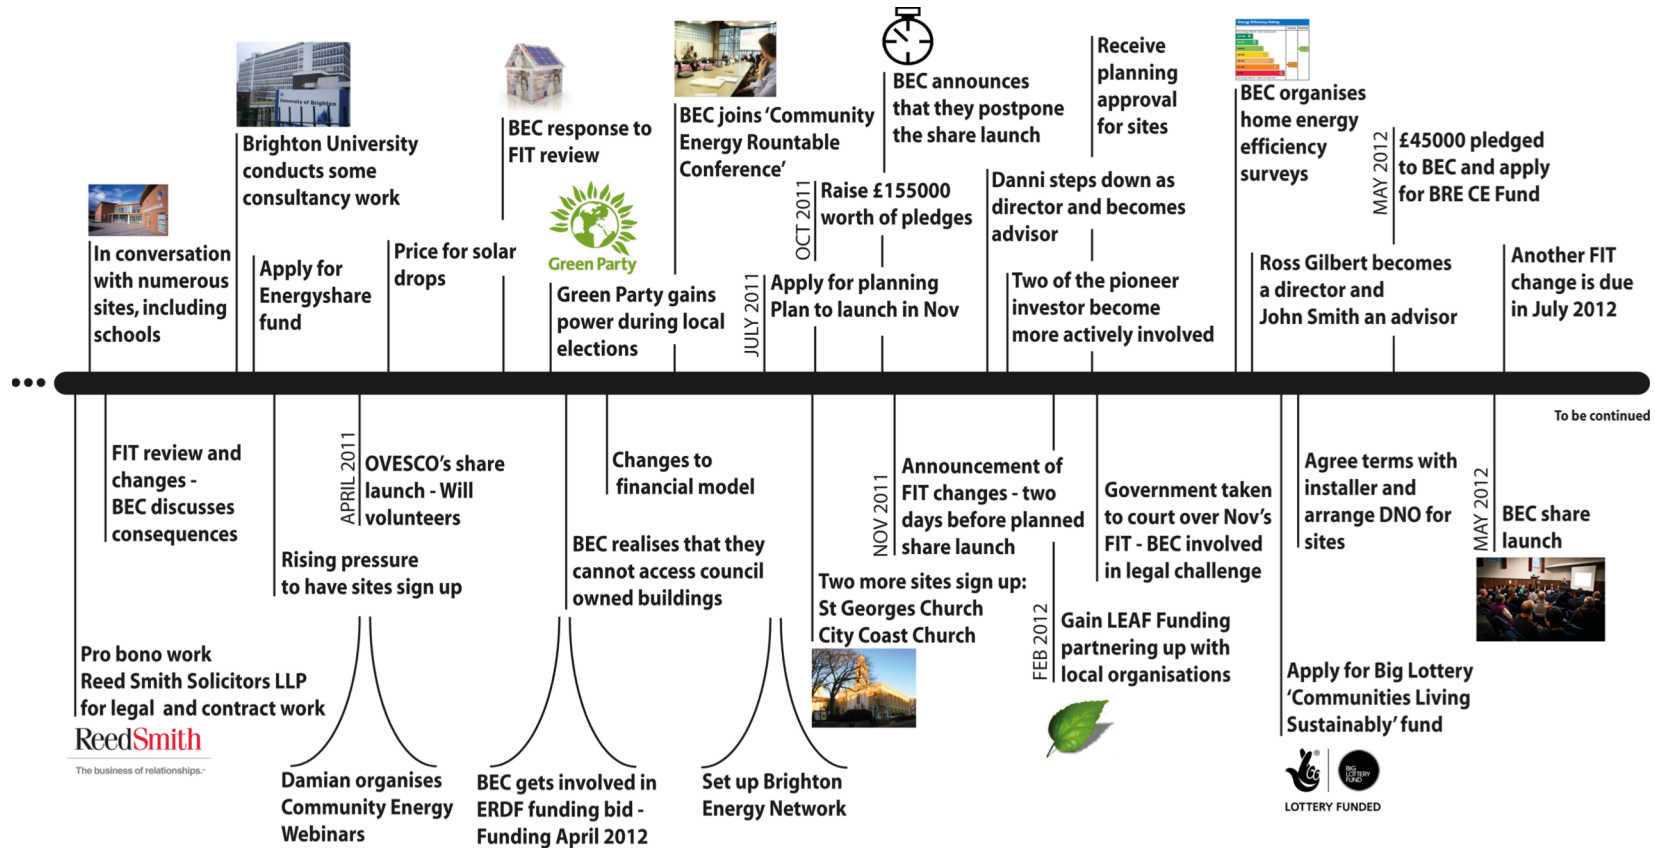 University of Brighton
Brighton University
conducts some
consultancy work
In conversation
with numerous
sites, including
schools
Apply for
Energyshare
fund
Price for solar
drops
BEC response to
FIT review
Green Party
Green Party gains
power during local
elections
BEC joins ‘Community
Energy Roundtable
Conference’
JULY 2011
Apply for planning
Plan to launch in Nov
OCT 2011
Raise £155000
worth of pledges
BEC announces
that they postpone
the share launch
Danni steps down as
director and becomes
advisor
Two of the pioneer
investor become
more actively involved
Receive
planning
approval
for sites
Energy Efficiency Rating
BEC organises
home energy
efficiency
surveys
Ross Gilbert becomes
a director and
John Smith an advisor
MAY 2012
£45000 pledged
to BEC and apply
for BRE CE Fund
Another FIT
change is due
in July 2012
To be continued
Pro bono work
Reed Smith Solicitors LLP
for legal and contract work
ReedSmith
The business of relationships.
FIT review and
changes -
BEC discusses
consequences
Rising pressure
to have sites sign up
APRIL 2011
OVESCO’s share
launch - Will
volunteers
Damian organises
Community Energy
Webinars
BEC realises that they
cannot access council
owned buildings
BEC gets involved in
ERDF funding bid -
Funding April 2012
Changes to
financial model
Set up Brighton
Energy Network
Two more sites sign up:
St Georges Church
City Coast Church
NOV 2011
Announcement of
FIT changes - two
days before planned
share launch
FEB 2012
Gain LEAF Funding
partnering up with
local organisations
Government taken
to court over Nov’s
FIT - BEC involved
in legal challenge
Apply for Big Lottery
‘Communities Living
Sustainably’ fund
BIG
LOTTERY
FUND
LOTTERY FUNDED
Agree terms with
installer and
arrange DNO for
sites
MAY 2012
BEC share
launch